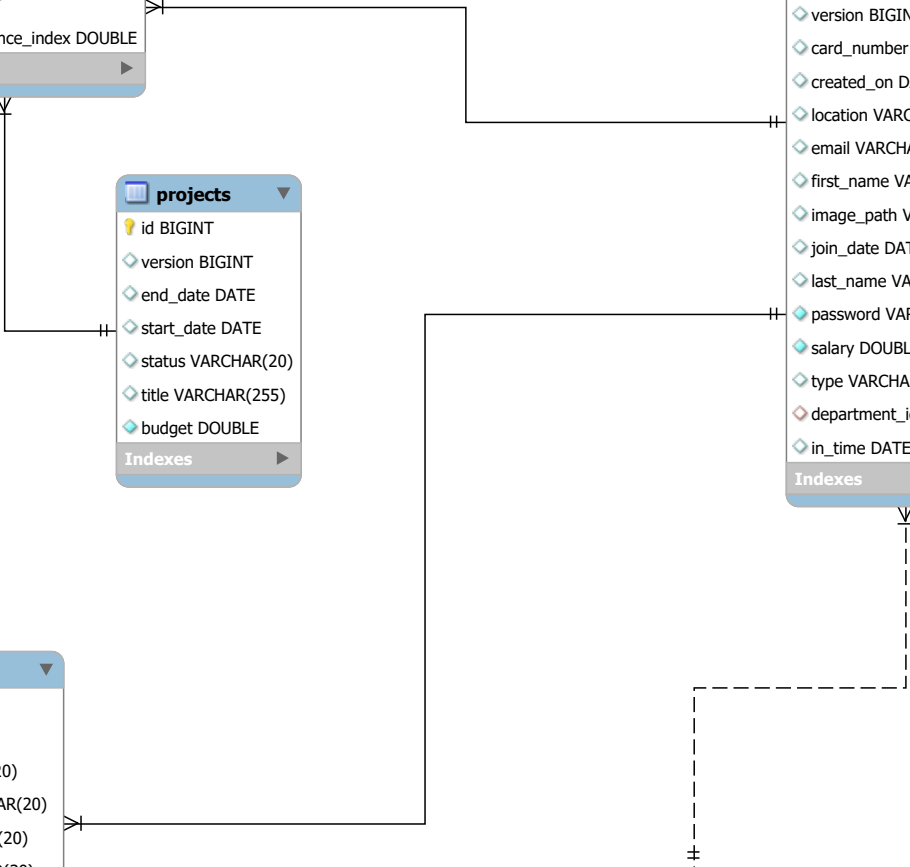 nce_index DOUBLE
version BIGIN
card_number
created_on D
location VARC
email VARCHA
first_name VA
image_path V
join_date DAT
last_name VA
password VAR
salary DOUBL
type VARCHA
department_i
in_time DATE
Indexes
projects
id BIGINT
version BIGINT
end_date DATE
start_date DATE
status VARCHAR(20)
title VARCHAR(255)
budget DOUBLE
Indexes
20)
AR(20)
(20)